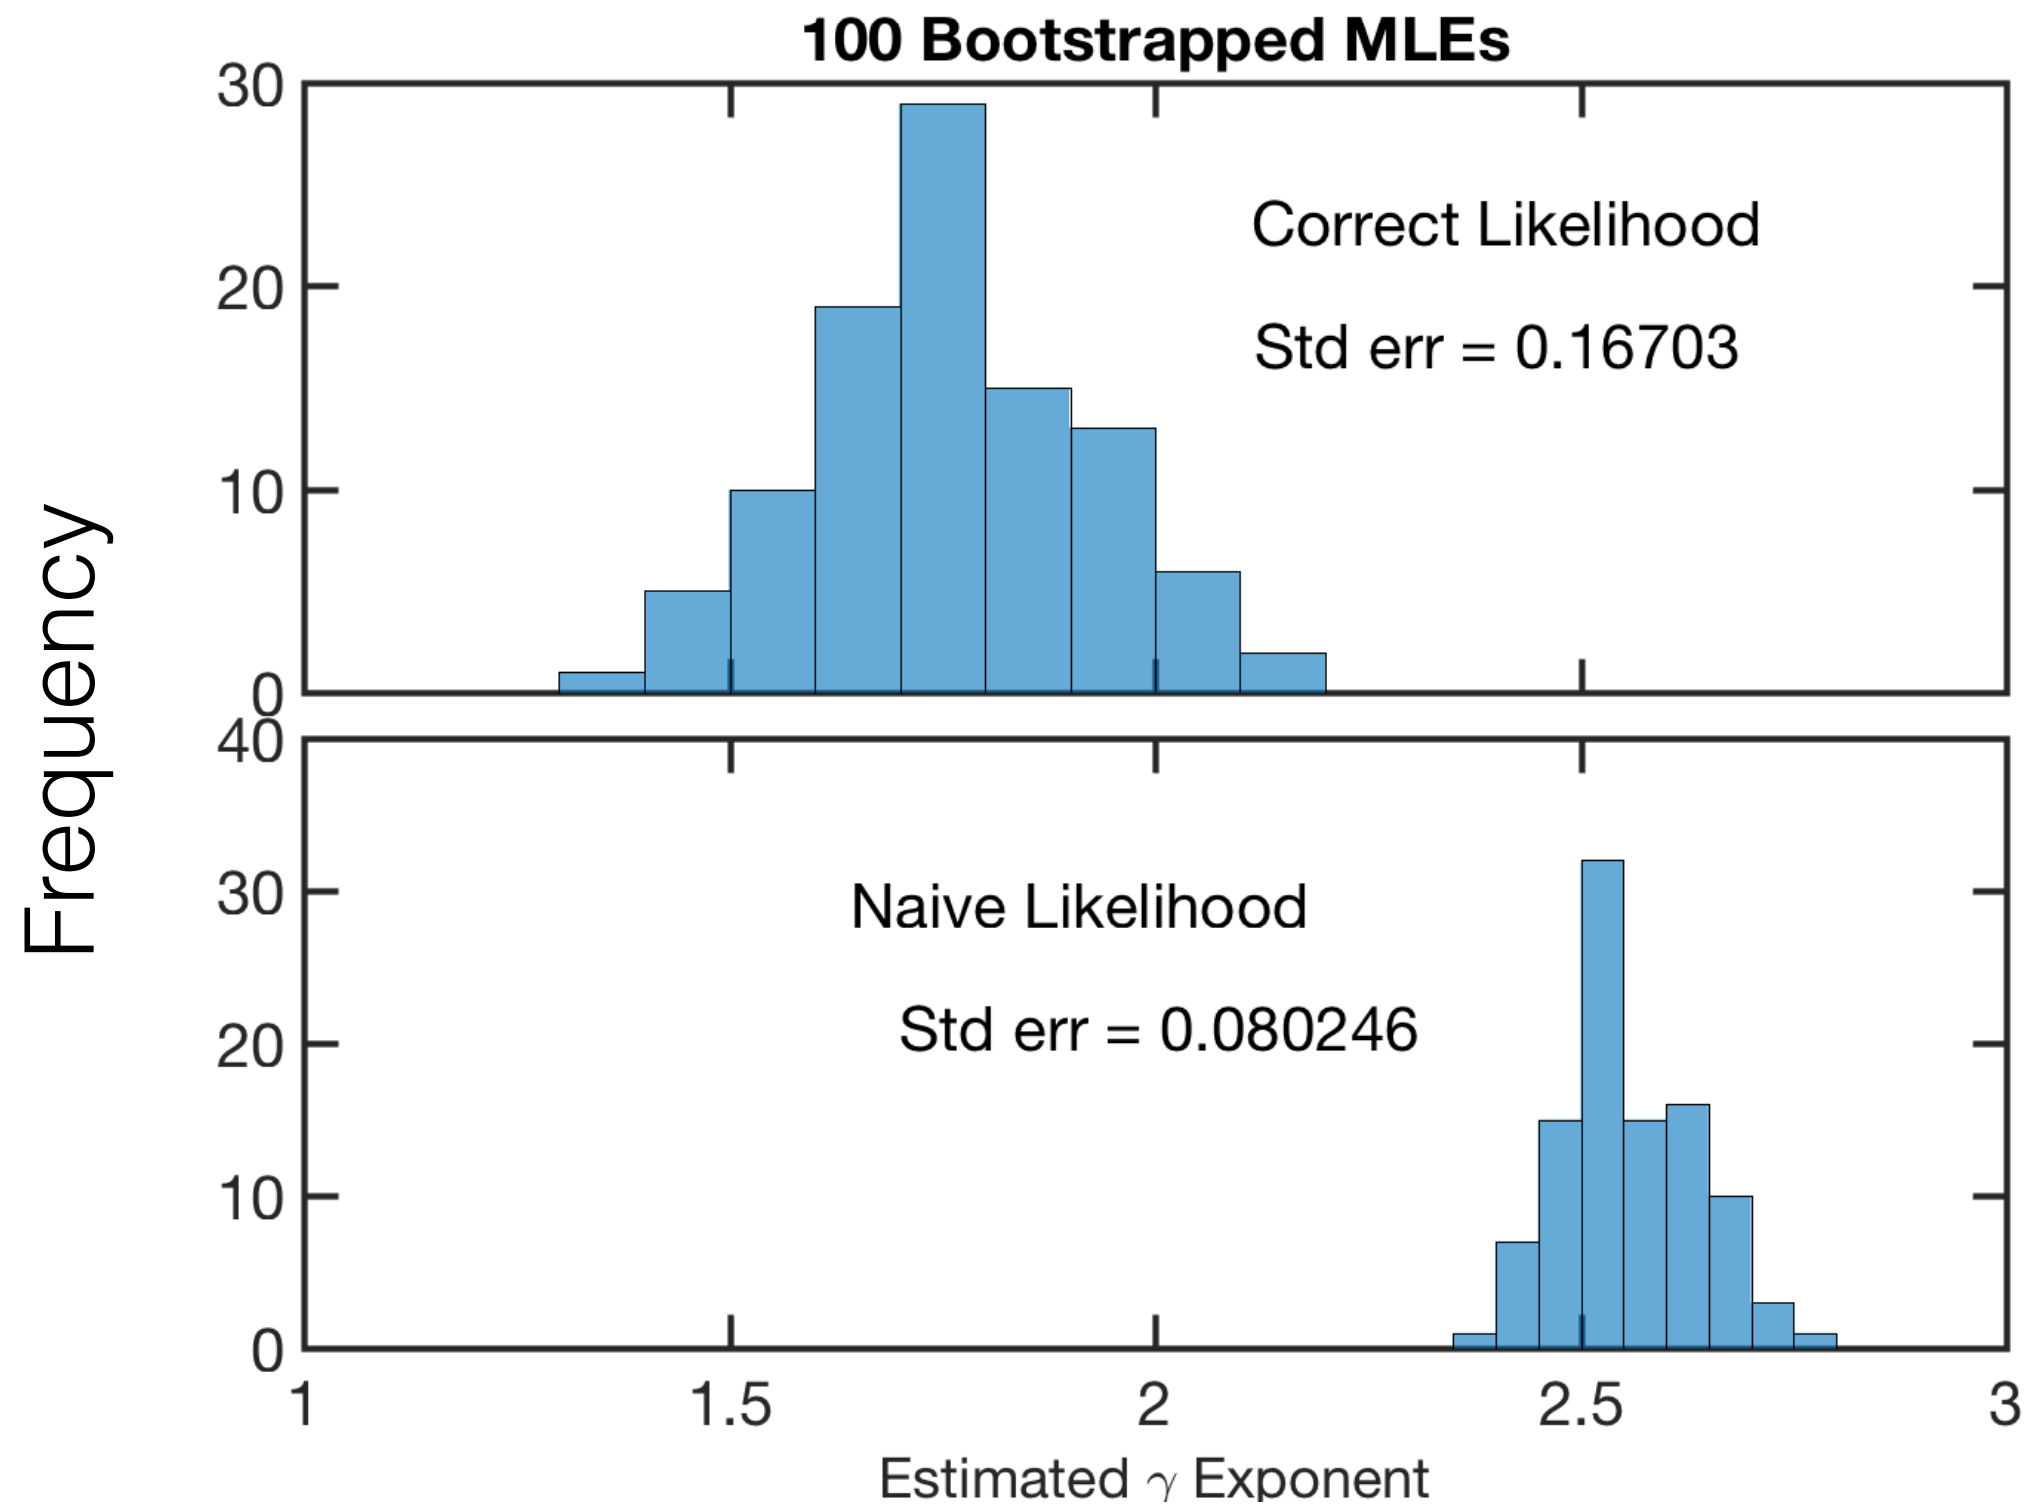 100 Bootstrapped MLEs
30
20
10
0
Correct Likelihood
Std err = 0.16703
Frequency
40
30
20
10
0
Naive Likelihood
Std err = 0.080246
1 1.5 2 2.5 3
Estimated γ Exponent